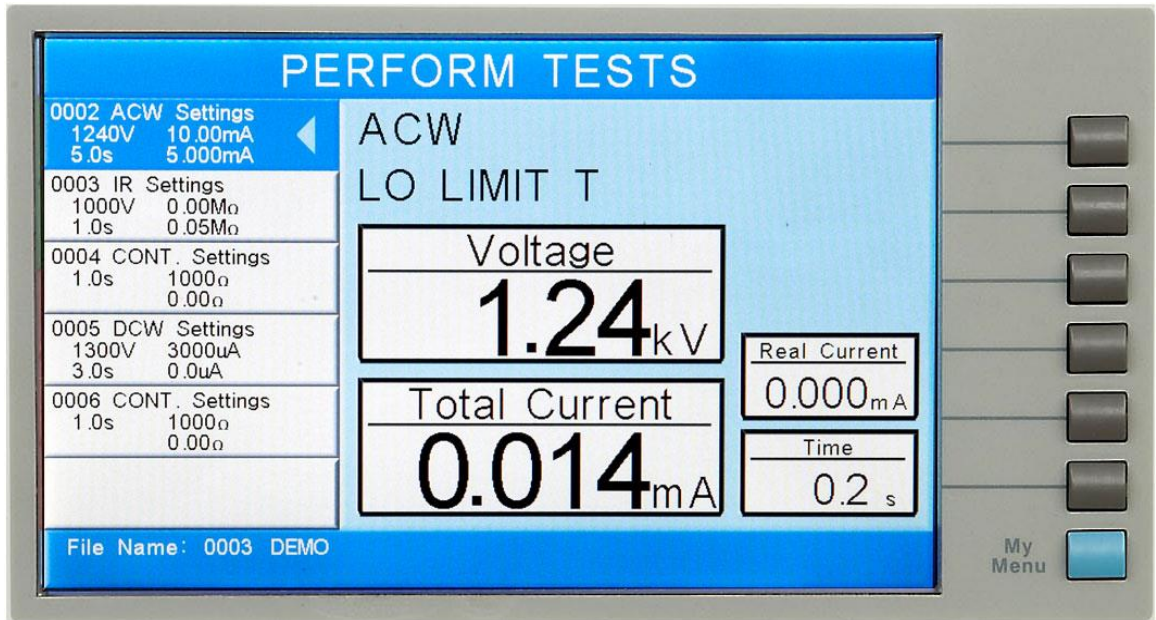 PERFORM TESTS
0002 ACW Settings
1240V 10.00mA
5.0s 5.000mA
0003 IR Settings
1000V 0.00MΩ
1.0s 0.05MΩ
0004 CONT. Settings
1.0s 1000Ω
0.00Ω
0005 DCW Settings
1300V 3000uA
3.0s 0.0uA
0006 CONT. Settings
1.0s 1000Ω
0.00Ω
File Name: 0003 DEMO
ACW
LO LIMIT T
Voltage
1.24kV
Total Current
0.014mA
Real Current
0.000mA
Time
0.2 s
My
Menu